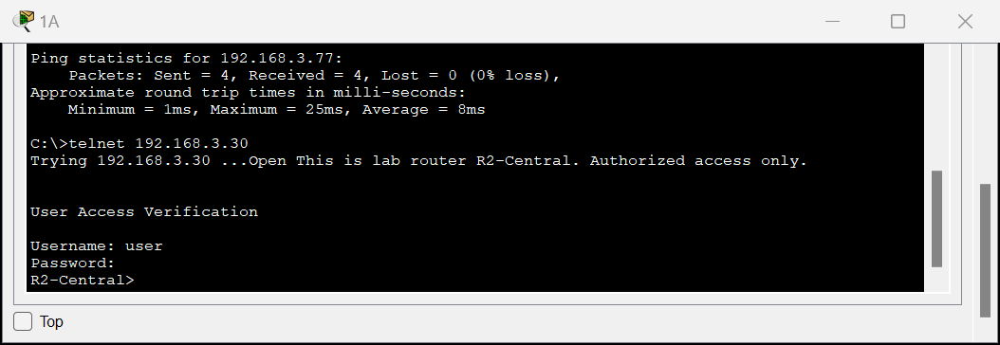 1A
Ping statistics for 192.168.3.77:
Packets: Sent = 4, Received = 4, Lost = 0 (0% loss),
Approximate round trip times in milli-seconds:
Minimum = 1ms, Maximum = 25ms, Average = 8ms
C:\>telnet 192.168.3.30
Trying 192.168.3.30 ...Open This is lab router R2-Central. Authorized access only.
User Access Verification
Username: user
Password:
R2-Central>
Top